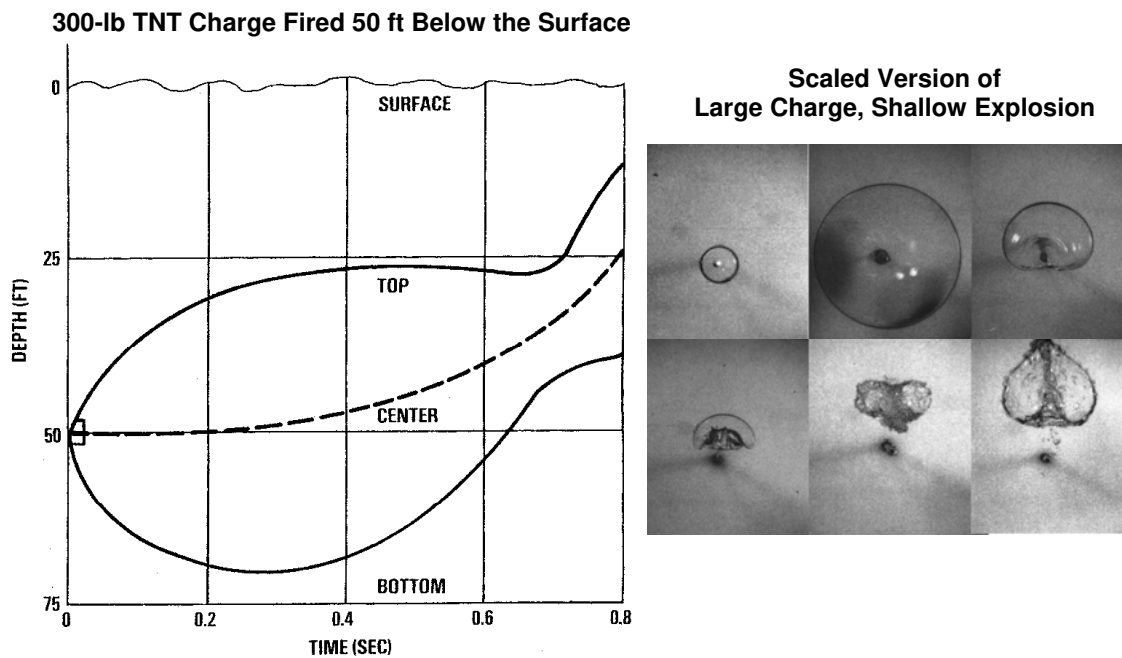 300-lb TNT Charge Fired 50 ft Below the Surface
0
SURFACE
25
TOP
DEPTH (FT)
CENTER
50
BOTTOM
75
0
0.2
0.4
0.6
0.8
TIME (SEC)
Scaled Version of
Large Charge, Shallow Explosion